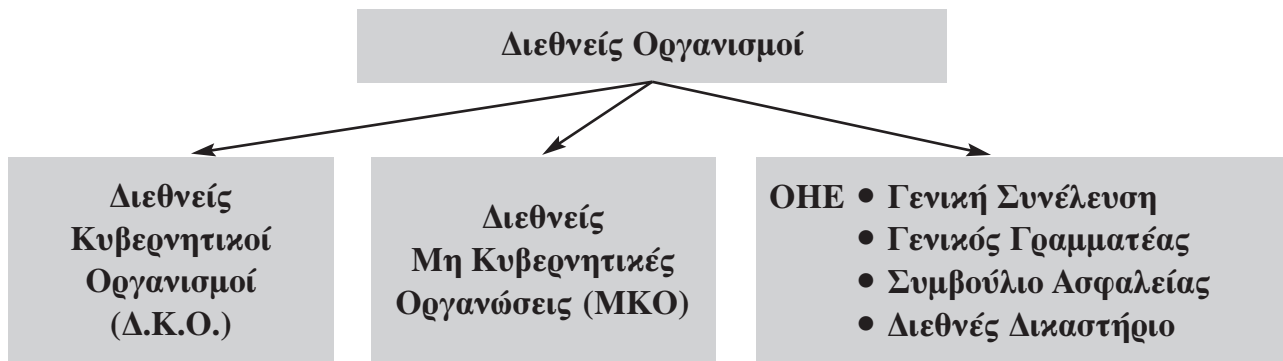 Διεθνείς Οργανισμοί
Διεθνείς
Κυβερνητικοί
Οργανισμοί
(Δ.Κ.Ο.)
Διεθνείς
Μη Κυβερνητικές
Οργανώσεις (ΜΚΟ)
ΟΗΕ • Γενική Συνέλευση
• Γενικός Γραμματέας
• Συμβούλιο Ασφαλείας
• Διεθνές Δικαστήριο